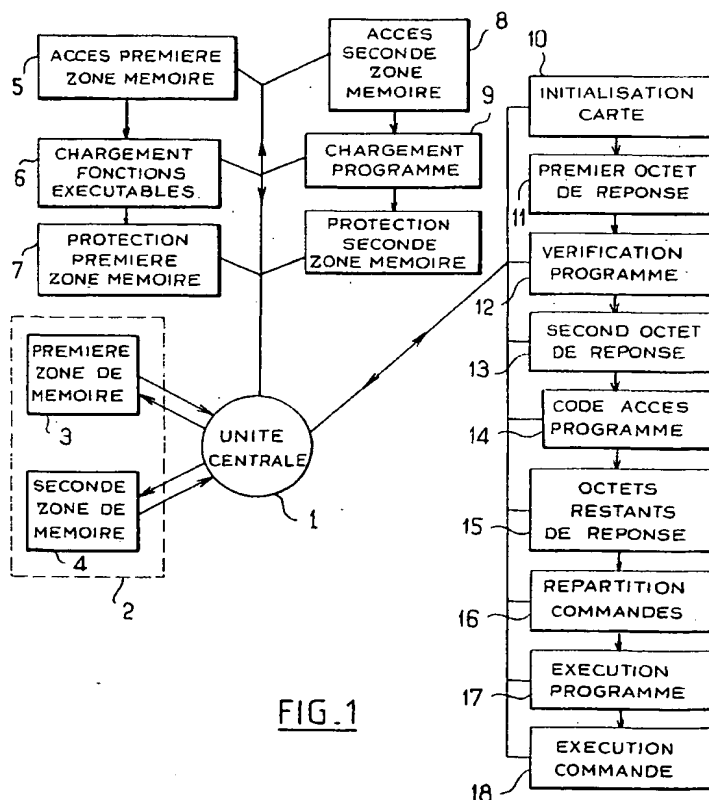 5
ACCES PREMIERE
ZONE MEMOIRE
6
CHARGEMENT
FONCTIONS
EXECUTABLES
7
PROTECTION
PREMIERE
ZONE MEMOIRE
8
ACCES
SECONDE
ZONE
MEMOIRE
9
CHARGEMENT
PROGRAMME
PROTECTION
SECONDE
ZONE MEMOIRE
PREMIERE
ZONE DE
MEMOIRE
3
SECONDE
ZONE DE
MEMOIRE
4
2
UNITE
CENTRALE
1
10
INITIALISATION
CARTE
PREMIER OCTET
DE REPONSE
11
VERIFICATION
PROGRAMME
12
SECOND OCTET
DE REPONSE
13
CODE ACCES
PROGRAMME
14
OCTETS
RESTANTS
DE REPONSE
15
REPARTITION
COMMANDES
16
EXECUTION
PROGRAMME
17
EXECUTION
COMMANDE
18
FIG_1